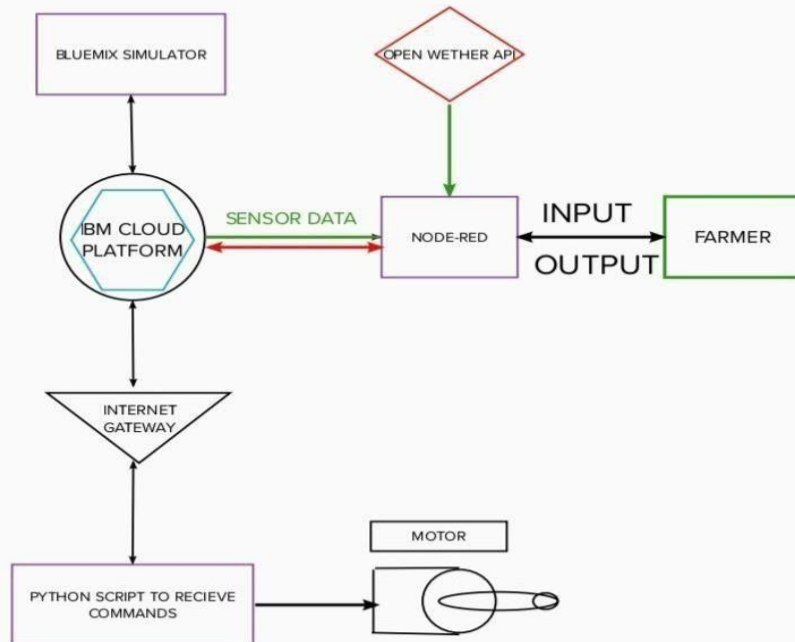 BLUEMIX SIMULATOR
OPEN WETHER API
IBM CLOUD
PLATFORM
SENSOR DATA
NODE-RED
INPUT
OUTPUT
FARMER
INTERNET
GATEWAY
MOTOR
PYTHON SCRIPT TO RECIEVE
COMMANDS